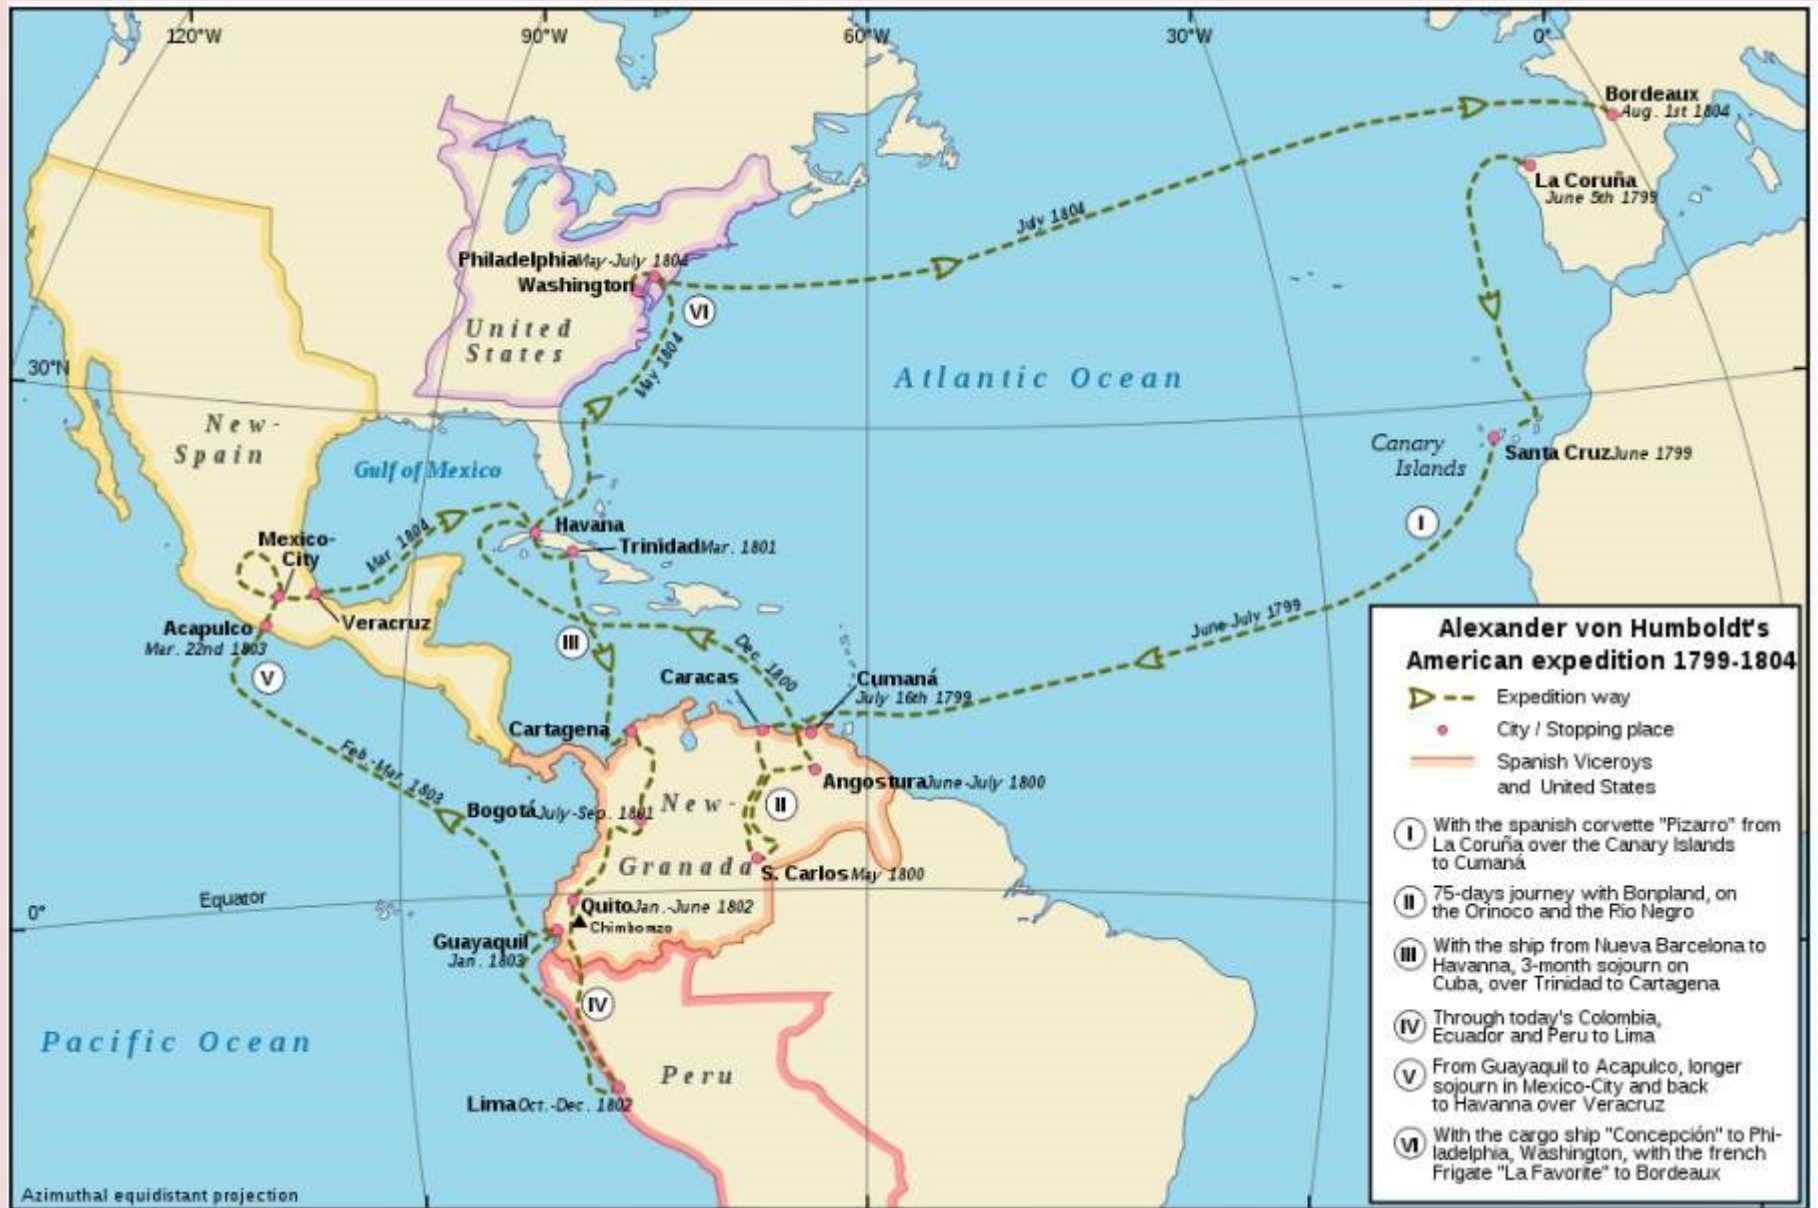 120°W
90°W
60°W
30°W
0°
Bordeaux
Aug. 1st 1804
La Coruña
June 5th 1799
July 1804
Philadelphia May-July 1804
Washington
VI
United
States
May 1804
30°N
Atlantic Ocean
New-
Spain
Gulf of Mexico
Canary
Islands
Santa Cruz June 1799
I
Mexico-
City
Mar. 1804
Havana
Trinidad Mar. 1801
Acapulco
Mar. 22nd 1803
Veracruz
V
III
Dec. 1800
June-July 1799
Caracas
Cumaná
July 16th 1799
Cartagena
Feb.-Mar. 1803
Angostura June-July 1800
Bogotá July-Sep. 1801
New-
Granada
II
S. Carlos May 1800
Equator
0°
Quito Jan.-June 1802
Chimborazo
Guayaquil
Jan. 1803
IV
Pacific Ocean
Peru
Lima Oct.-Dec. 1802
Azimuthal equidistant projection
Alexander von Humboldt's
American expedition 1799-1804
Expedition way
City / Stopping place
Spanish Viceroys
and United States
I With the spanish corvette "Pizarro" from
La Coruña over the Canary Islands
to Cumaná
II 75-days journey with Bonpland, on
the Orinoco and the Rio Negro
III With the ship from Nueva Barcelona to
Havanna, 3-month sojourn on
Cuba, over Trinidad to Cartagena
IV Through today's Colombia,
Ecuador and Peru to Lima
V From Guayaquil to Acapulco, longer
sojourn in Mexico-City and back
to Havanna over Veracruz
VI With the cargo ship "Concepción" to Phi-
ladelphia, Washington, with the french
Frigate "La Favorite" to Bordeaux